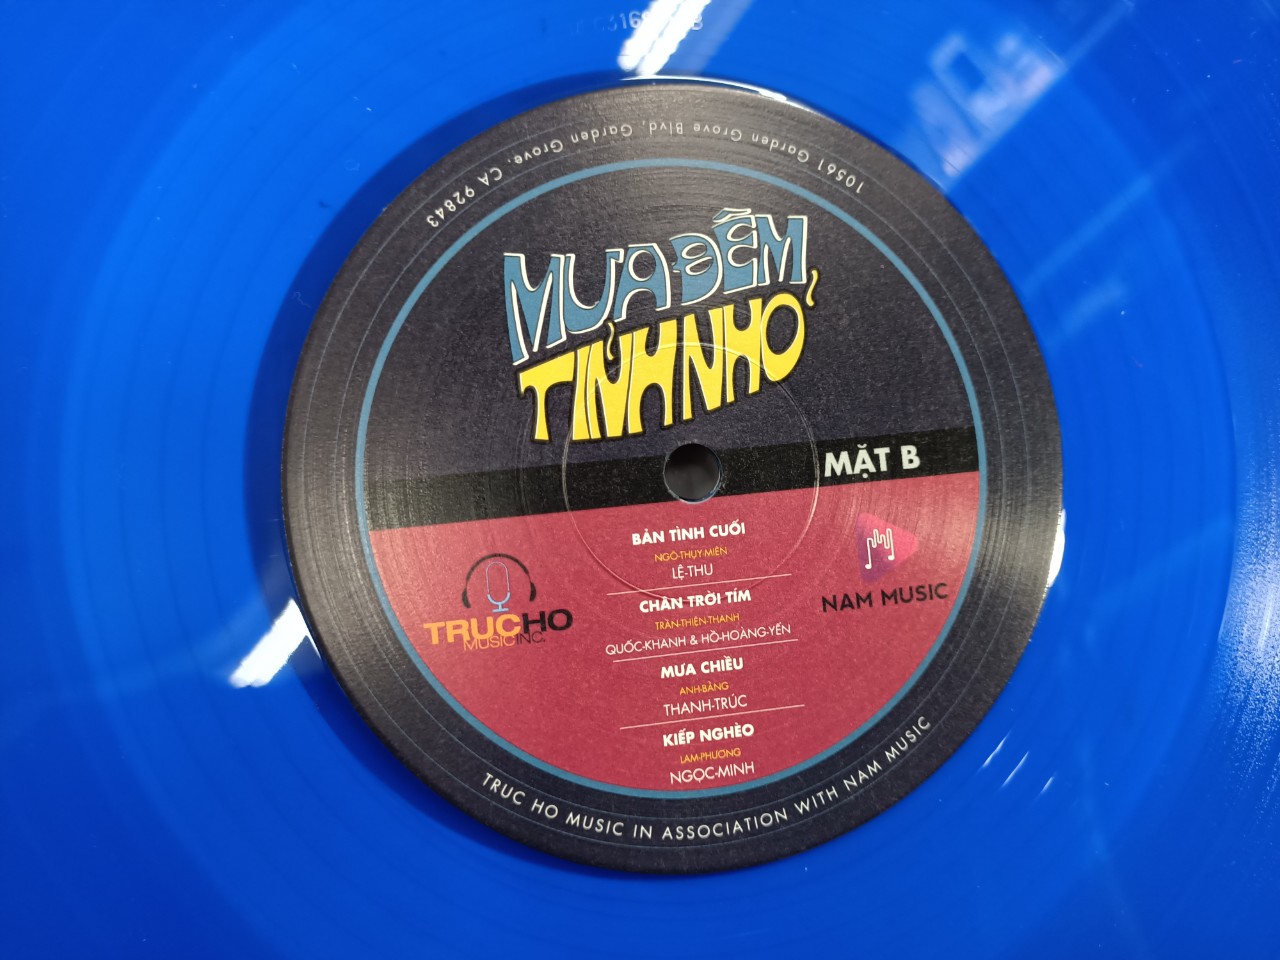 10561 Garden Grove Blvd, Garden Grove, CA 92843
MƯA ĐÊM
TỈNH NHỎ
MẶT B
BẢN TÌNH CUỐI
NGÔ-THỤY-MIÊN
LỆ-THU
CHÂN TRỜI TÍM
TRẦN-THIỆN-THANH
QUỐC-KHANH & HỒ-HOÀNG-YẾN
MƯA CHIỀU
ANH-BẰNG
THANH-TRÚC
KIẾP NGHÈO
LAM-PHƯƠNG
NGỌC-MINH
TRUCHO
MUSIC INC.
NAM MUSIC
TRUC HO MUSIC IN ASSOCIATION WITH NAM MUSIC